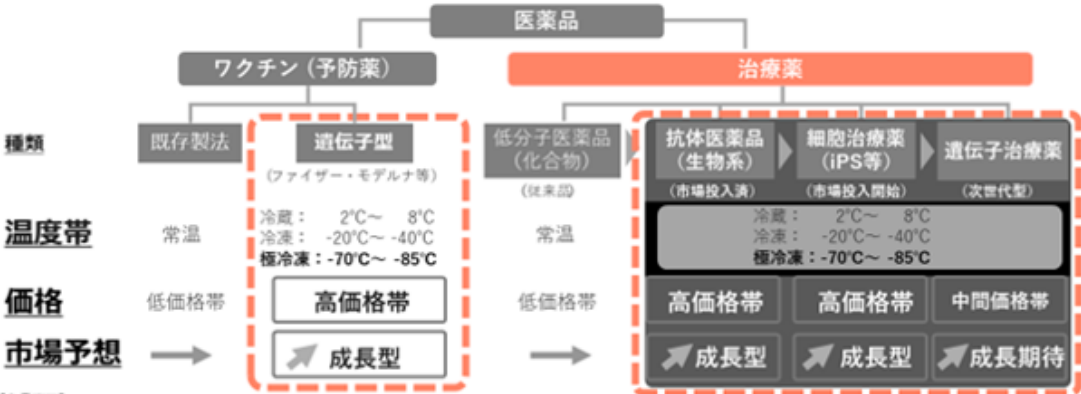 医薬品
ワクチン(予防薬)
治療薬
種類
既存製法
遺伝子型
(ファイザー・モデルナ等)
低分子医薬品
(化合物)
(従来品)
抗体医薬品
(生物系)
(市場投入済)
細胞治療薬
(iPS等)
(市場投入開始)
遺伝子治療薬
(次世代型)
温度帯
常温
冷蔵: 2℃~ 8℃
冷凍: -20℃~ -40℃
極冷凍:-70℃~ -85℃
常温
冷蔵: 2℃~ 8℃
冷凍: -20℃~ -40℃
極冷凍:-70℃~ -85℃
価格
低価格帯
高価格帯
低価格帯
高価格帯
高価格帯
中間価格帯
市場予想
成長型
成長型
成長型
成長期待